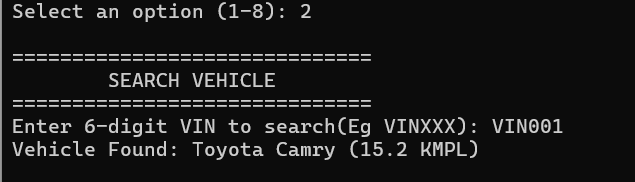 Select an option (1-8): 2
==============================
SEARCH VEHICLE
==============================
Enter 6-digit VIN to search(Eg VINXXX): VIN001
Vehicle Found: Toyota Camry (15.2 KMPL)